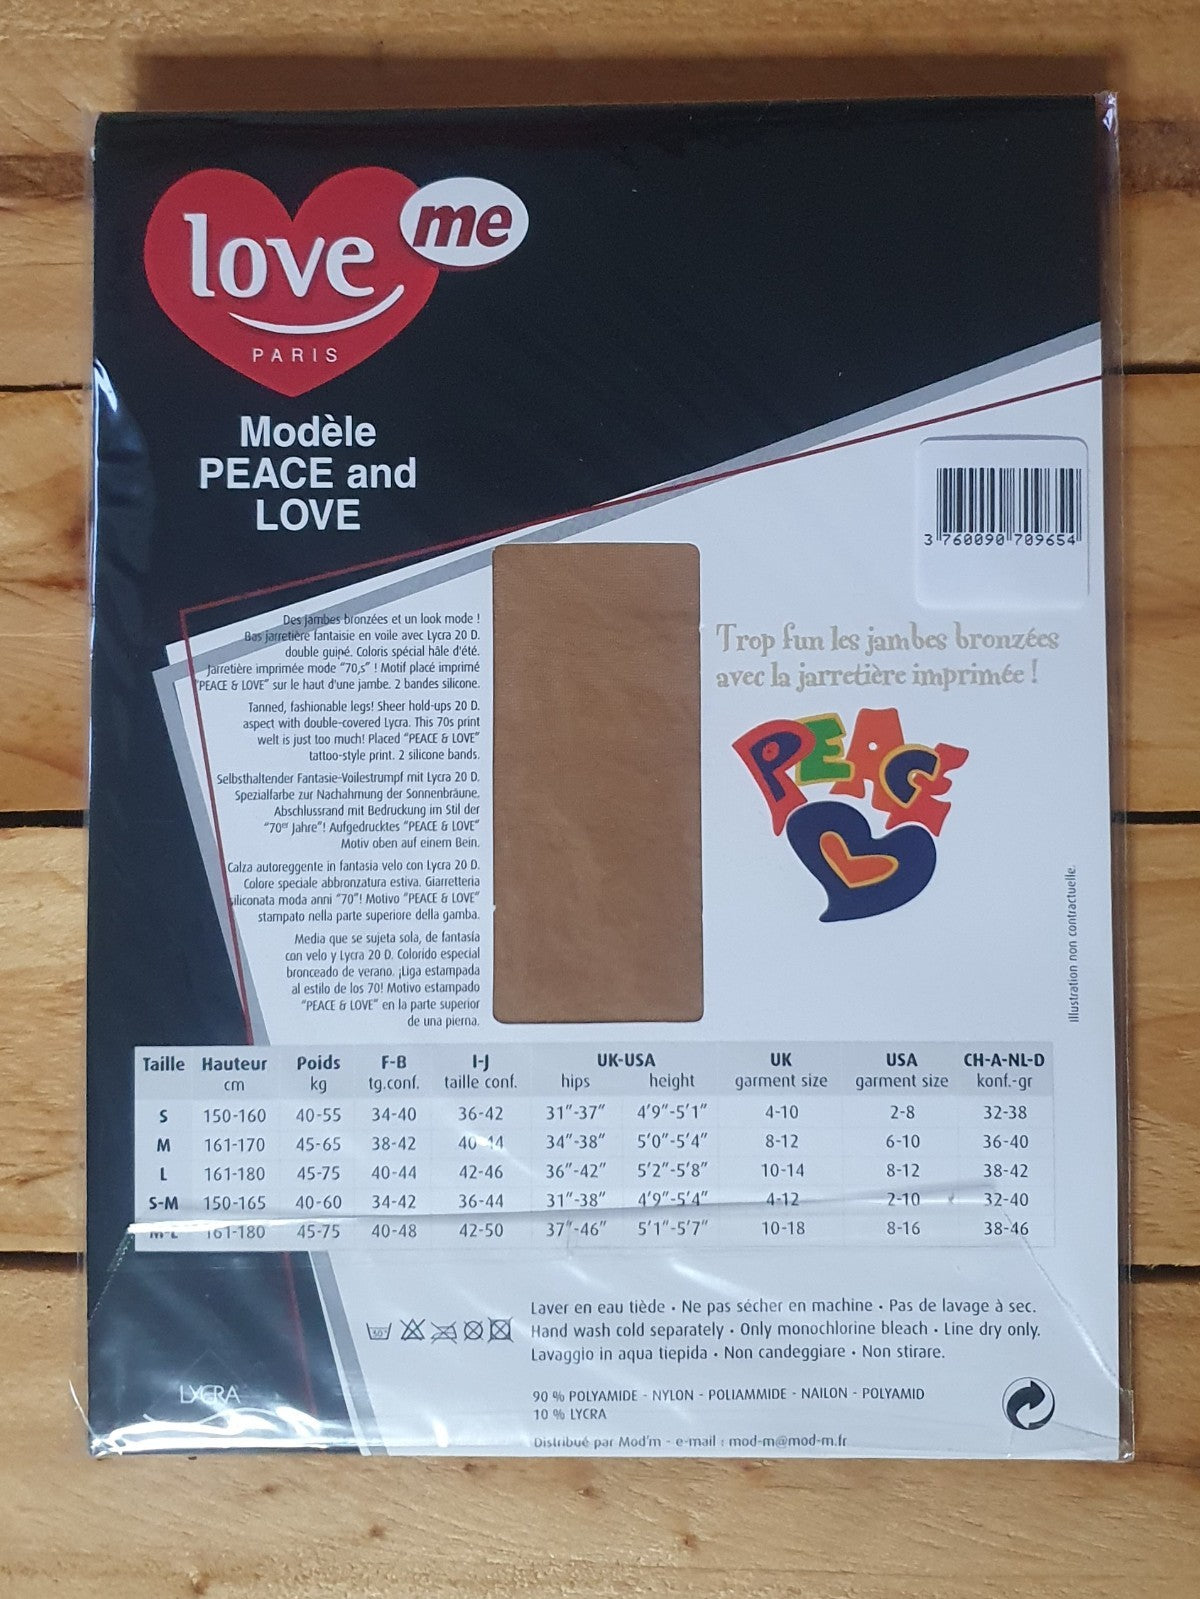 love me
PARIS
Modèle
PEACE and
LOVE
3 760090 709654
Des jambes bronzées et un look mode !
Bas jarretière fantaisie en voile avec Lycra 20 D.
double guipé. Coloris spécial hâle d'été.
Jarretière imprimée mode "70,s" ! Motif placé imprimé
"PEACE & LOVE" sur le haut d'une jambe. 2 bandes silicone.
Tanned, fashionable legs! Sheer hold-ups 20 D.
aspect with double-covered Lycra. This 70s print
welt is just too much! Placed "PEACE & LOVE"
tattoo-style print. 2 silicone bands.
Selbsthaltender Fantasie-Voilestrumpf mit Lycra 20 D.
Spezialfarbe zur Nachahmung der Sonnenbräune.
Abschlussrand mit Bedruckung im Stil der
"70er Jahre"! Aufgedrucktes "PEACE & LOVE"
Motiv oben auf einem Bein.
Calza autoreggente in fantasia velo con Lycra 20 D.
Colore speciale abbronzatura estiva. Giarretteria
siliconata moda anni "70"! Motivo "PEACE & LOVE"
stampato nella parte superiore della gamba.
Media que se sujeta sola, de fantasía
con velo y Lycra 20 D. Colorido especial
bronceado de verano. ¡Liga estampada
al estilo de los 70! Motivo estampado
"PEACE & LOVE" en la parte superior
de una pierna.
Trop fun les jambes bronzées
avec la jarretière imprimée !
PEACE
illustration non contractuelle.
Taille Hauteur Poids F-B I-J UK-USA UK USA CH-A-NL-D
cm kg tg.conf. taille conf. hips height garment size garment size konf.-gr
S 150-160 40-55 34-40 36-42 31"-37" 4'9"-5'1" 4-10 2-8 32-38
M 161-170 45-65 38-42 40-44 34"-38" 5'0"-5'4" 8-12 6-10 36-40
L 161-180 45-75 40-44 42-46 36"-42" 5'2"-5'8" 10-14 8-12 38-42
S-M 150-165 40-60 34-42 36-44 31"-38" 4'9"-5'4" 4-12 2-10 32-40
M-L 161-180 45-75 40-48 42-50 37"-46" 5'1"-5'7" 10-18 8-16 38-46
Laver en eau tiède • Ne pas sécher en machine • Pas de lavage à sec.
Hand wash cold separately • Only monochlorine bleach • Line dry only.
Lavaggio in aqua tiepida • Non candeggiare • Non stirare.
LYCRA
90 % POLYAMIDE - NYLON - POLIAMMIDE - NAILON - POLYAMID
10 % LYCRA
Distribué par Mod'm - e-mail : mod-m@mod-m.fr